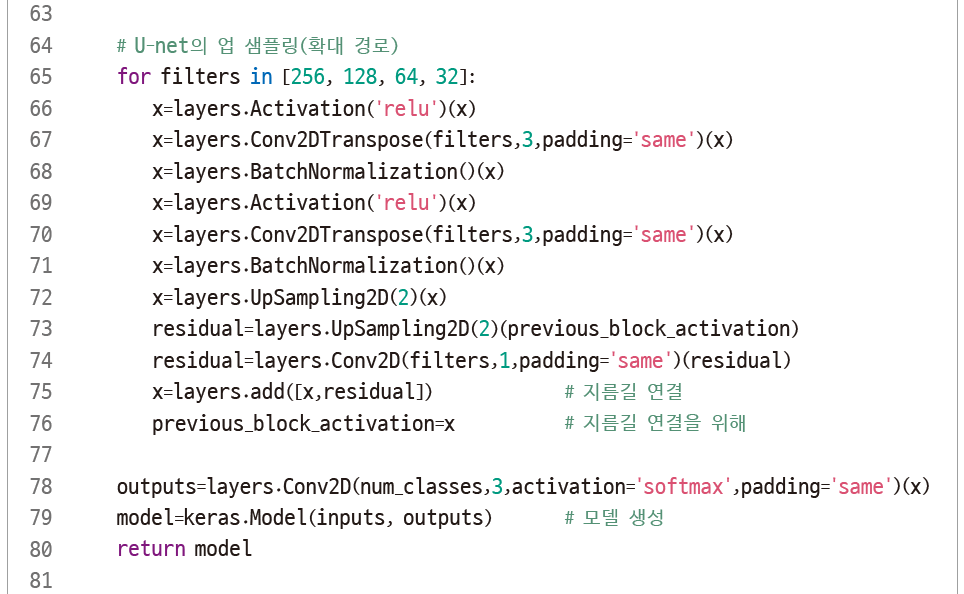 63
64 # U-net의 업 샘플링(확대 경로)
65 for filters in [256, 128, 64, 32]:
66 x=layers.Activation('relu')(x)
67 x=layers.Conv2DTranspose(filters,3,padding='same')(x)
68 x=layers.BatchNormalization()(x)
69 x=layers.Activation('relu')(x)
70 x=layers.Conv2DTranspose(filters,3,padding='same')(x)
71 x=layers.BatchNormalization()(x)
72 x=layers.UpSampling2D(2)(x)
73 residual=layers.UpSampling2D(2)(previous_block_activation)
74 residual=layers.Conv2D(filters,1,padding='same')(residual)
75 x=layers.add([x,residual]) # 지름길 연결
76 previous_block_activation=x # 지름길 연결을 위해
77
78 outputs=layers.Conv2D(num_classes,3,activation='softmax',padding='same')(x)
79 model=keras.Model(inputs, outputs) # 모델 생성
80 return model
81